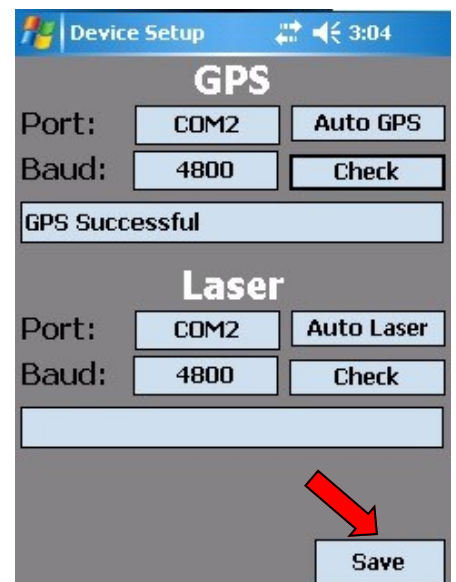 Device Setup 3:04
GPS
Port: COM2 Auto GPS
Baud: 4800 Check
GPS Successful
Laser
Port: COM2 Auto Laser
Baud: 4800 Check
Save